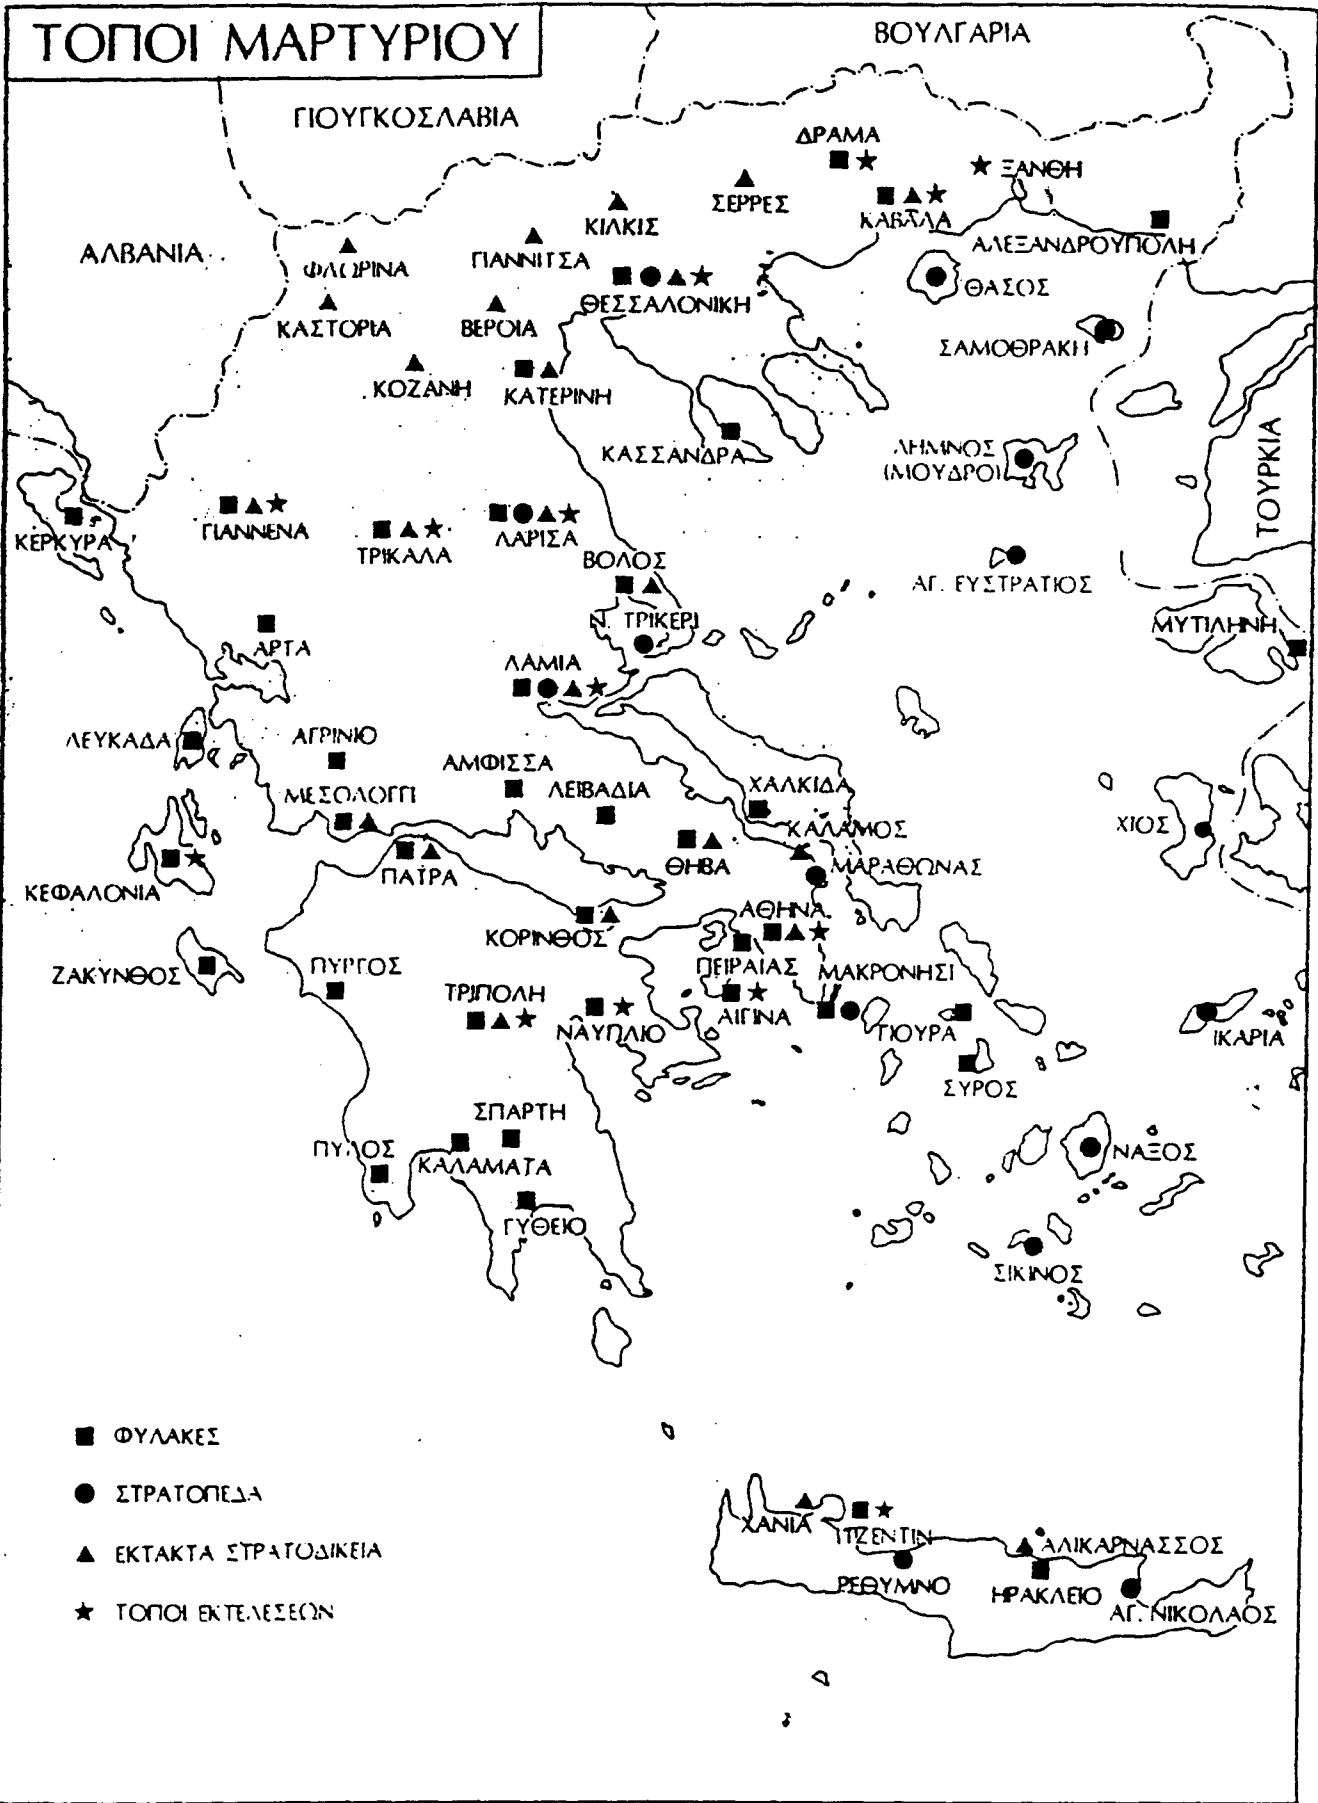 ΤΟΠΟΙ ΜΑΡΤΥΡΙΟΥ
ΒΟΥΛΓΑΡΙΑ
ΓΙΟΥΓΚΟΣΛΑΒΙΑ
ΑΛΒΑΝΙΑ
ΤΟΥΡΚΙΑ
ΔΡΑΜΑ
ΞΑΝΘΗ
ΣΕΡΡΕΣ
ΚΑΒΑΛΑ
ΚΙΛΚΙΣ
ΑΛΕΞΑΝΔΡΟΥΠΟΛΗ
ΦΛΩΡΙΝΑ
ΓΙΑΝΝΙΤΣΑ
ΘΕΣΣΑΛΟΝΙΚΗ
ΘΑΣΟΣ
ΚΑΣΤΟΡΙΑ
ΒΕΡΟΙΑ
ΣΑΜΟΘΡΑΚΗ
ΚΟΖΑΝΗ
ΚΑΤΕΡΙΝΗ
ΚΑΣΣΑΝΔΡΑ
ΛΗΜΝΟΣ
(ΜΟΥΔΡΟ)
ΚΕΡΚΥΡΑ
ΓΙΑΝΝΕΝΑ
ΤΡΙΚΑΛΑ
ΛΑΡΙΣΑ
ΒΟΛΟΣ
ΑΓ. ΕΥΣΤΡΑΤΙΟΣ
Ν. ΤΡΙΚΕΡΙ
ΜΥΤΙΛΗΝΗ
ΑΡΤΑ
ΛΑΜΙΑ
ΛΕΥΚΑΔΑ
ΑΓΡΙΝΙΟ
ΑΜΦΙΣΣΑ
ΛΕΙΒΑΔΙΑ
ΧΑΛΚΙΔΑ
ΜΕΣΟΛΟΓΓΙ
ΚΑΛΑΜΟΣ
ΧΙΟΣ
ΘΗΒΑ
ΜΑΡΑΘΩΝΑΣ
ΚΕΦΑΛΟΝΙΑ
ΠΑΤΡΑ
ΑΘΗΝΑ
ΚΟΡΙΝΘΟΣ
ΖΑΚΥΝΘΟΣ
ΠΥΡΓΟΣ
ΠΕΙΡΑΙΑΣ
ΜΑΚΡΟΝΗΣΙ
ΤΡΙΠΟΛΗ
ΝΑΥΠΛΙΟ
ΑΙΓΙΝΑ
ΓΙΟΥΡΑ
ΙΚΑΡΙΑ
ΣΥΡΟΣ
ΣΠΑΡΤΗ
ΠΥΛΟΣ
ΚΑΛΑΜΑΤΑ
ΝΑΞΟΣ
ΓΥΘΕΙΟ
ΣΙΚΙΝΟΣ
ΦΥΛΑΚΕΣ
ΣΤΡΑΤΟΠΕΔΑ
ΕΚΤΑΚΤΑ ΣΤΡΑΤΟΔΙΚΕΙΑ
ΤΟΠΟΙ ΕΚΤΕΛΕΣΕΩΝ
ΧΑΝΙΑ
ΙΤΖΕΝΤΙΝ
ΑΛΙΚΑΡΝΑΣΣΟΣ
ΡΕΘΥΜΝΟ
ΗΡΑΚΛΕΙΟ
ΑΓ. ΝΙΚΟΛΑΟΣ